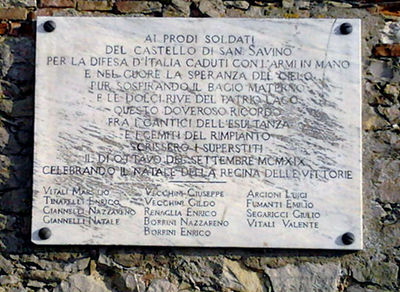 AI PRODI SOLDATI
DEL CASTELLO DI SAN SAVINO
PER LA DIFESA D'ITALIA CADUTI CON L'ARMI IN MANO
E NEL CUORE LA SPERANZA DEL CIELO
PUR SOSPIRANDO IL BACIO MATERNO
E LE DOLCI RIVE DEL PATRIO LAGO
QUESTO DOVEROSO RICORDO
FRA I CANTICI DELL'ESULTANZA
E I GEMITI DEL RIMPIANTO
SCRISSERO I SUPERSTITI
IL DÌ OTTAVO DEL SETTEMBRE MCMXIX
CELEBRANDO IL NATALE DELLA REGINA DELLE VITTORIE
VITALI MARSILIO
TINARELLI ENRICO
GIANNELLI NAZZARENO
GIANNELLI NATALE
VECCHINI GIUSEPPE
VECCHINI GILDO
RENAGLIA ENRICO
BORRINI NAZZARENO
BORRINI ENRICO
ARCIONI LUIGI
FUMANTI EMILIO
SEGARICCI GIULIO
VITALI VALENTE